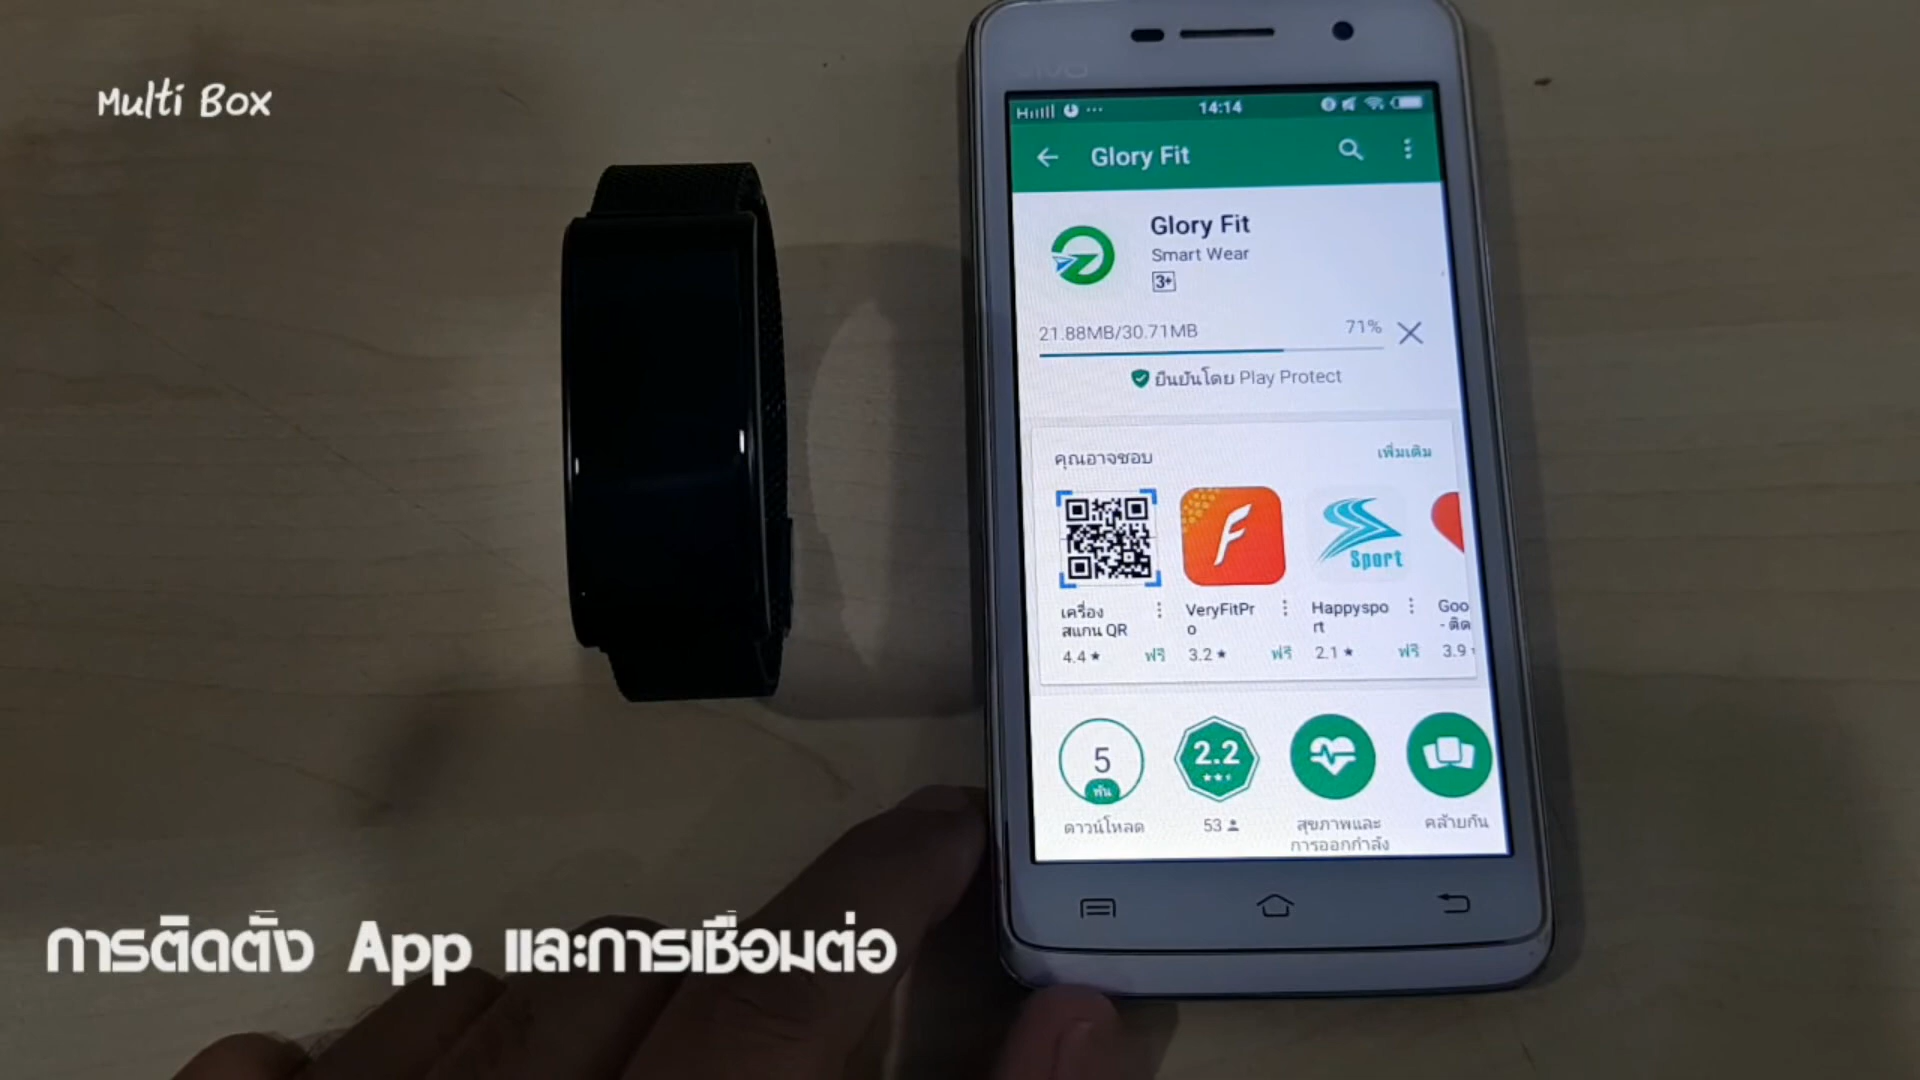 Multi Box
vivo
14:14
Glory Fit
Glory Fit
Smart Wear
3+
21.88MB/30.71MB 71%
ยืนยันโดย Play Protect
คุณอาจชอบ เพิ่มเติม
F
Sport
เครื่อง
สแกน QR
4.4 ★ ฟรี
VeryFitPr
o
3.2 ★ ฟรี
Happyspo
rt
2.1 ★ ฟรี
Goo
- ติด
3.9
5
พัน
ดาวน์โหลด
2.2
53
สุขภาพและ
การออกกำลัง
คล้ายกัน
การติดตั้ง App และการเชื่อมต่อ